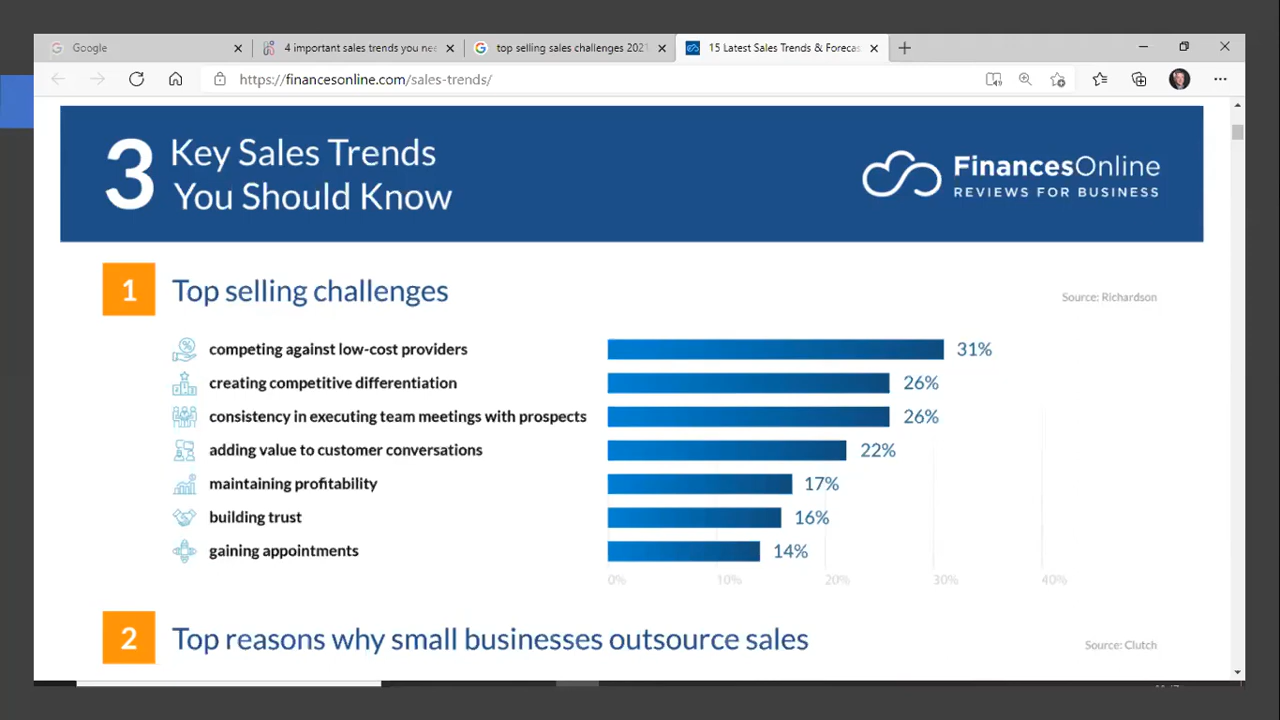 Google
4 important sales trends you nee
top selling sales challenges 2021
15 Latest Sales Trends & Forecas
https://financesonline.com/sales-trends/
3
Key Sales Trends
You Should Know
FinancesOnline
REVIEWS FOR BUSINESS
1
Top selling challenges
Source: Richardson
competing against low-cost providers 31%
creating competitive differentiation 26%
consistency in executing team meetings with prospects 26%
adding value to customer conversations 22%
maintaining profitability 17%
building trust 16%
gaining appointments 14%
0% 10% 20% 30% 40%
2
Top reasons why small businesses outsource sales
Source: Clutch